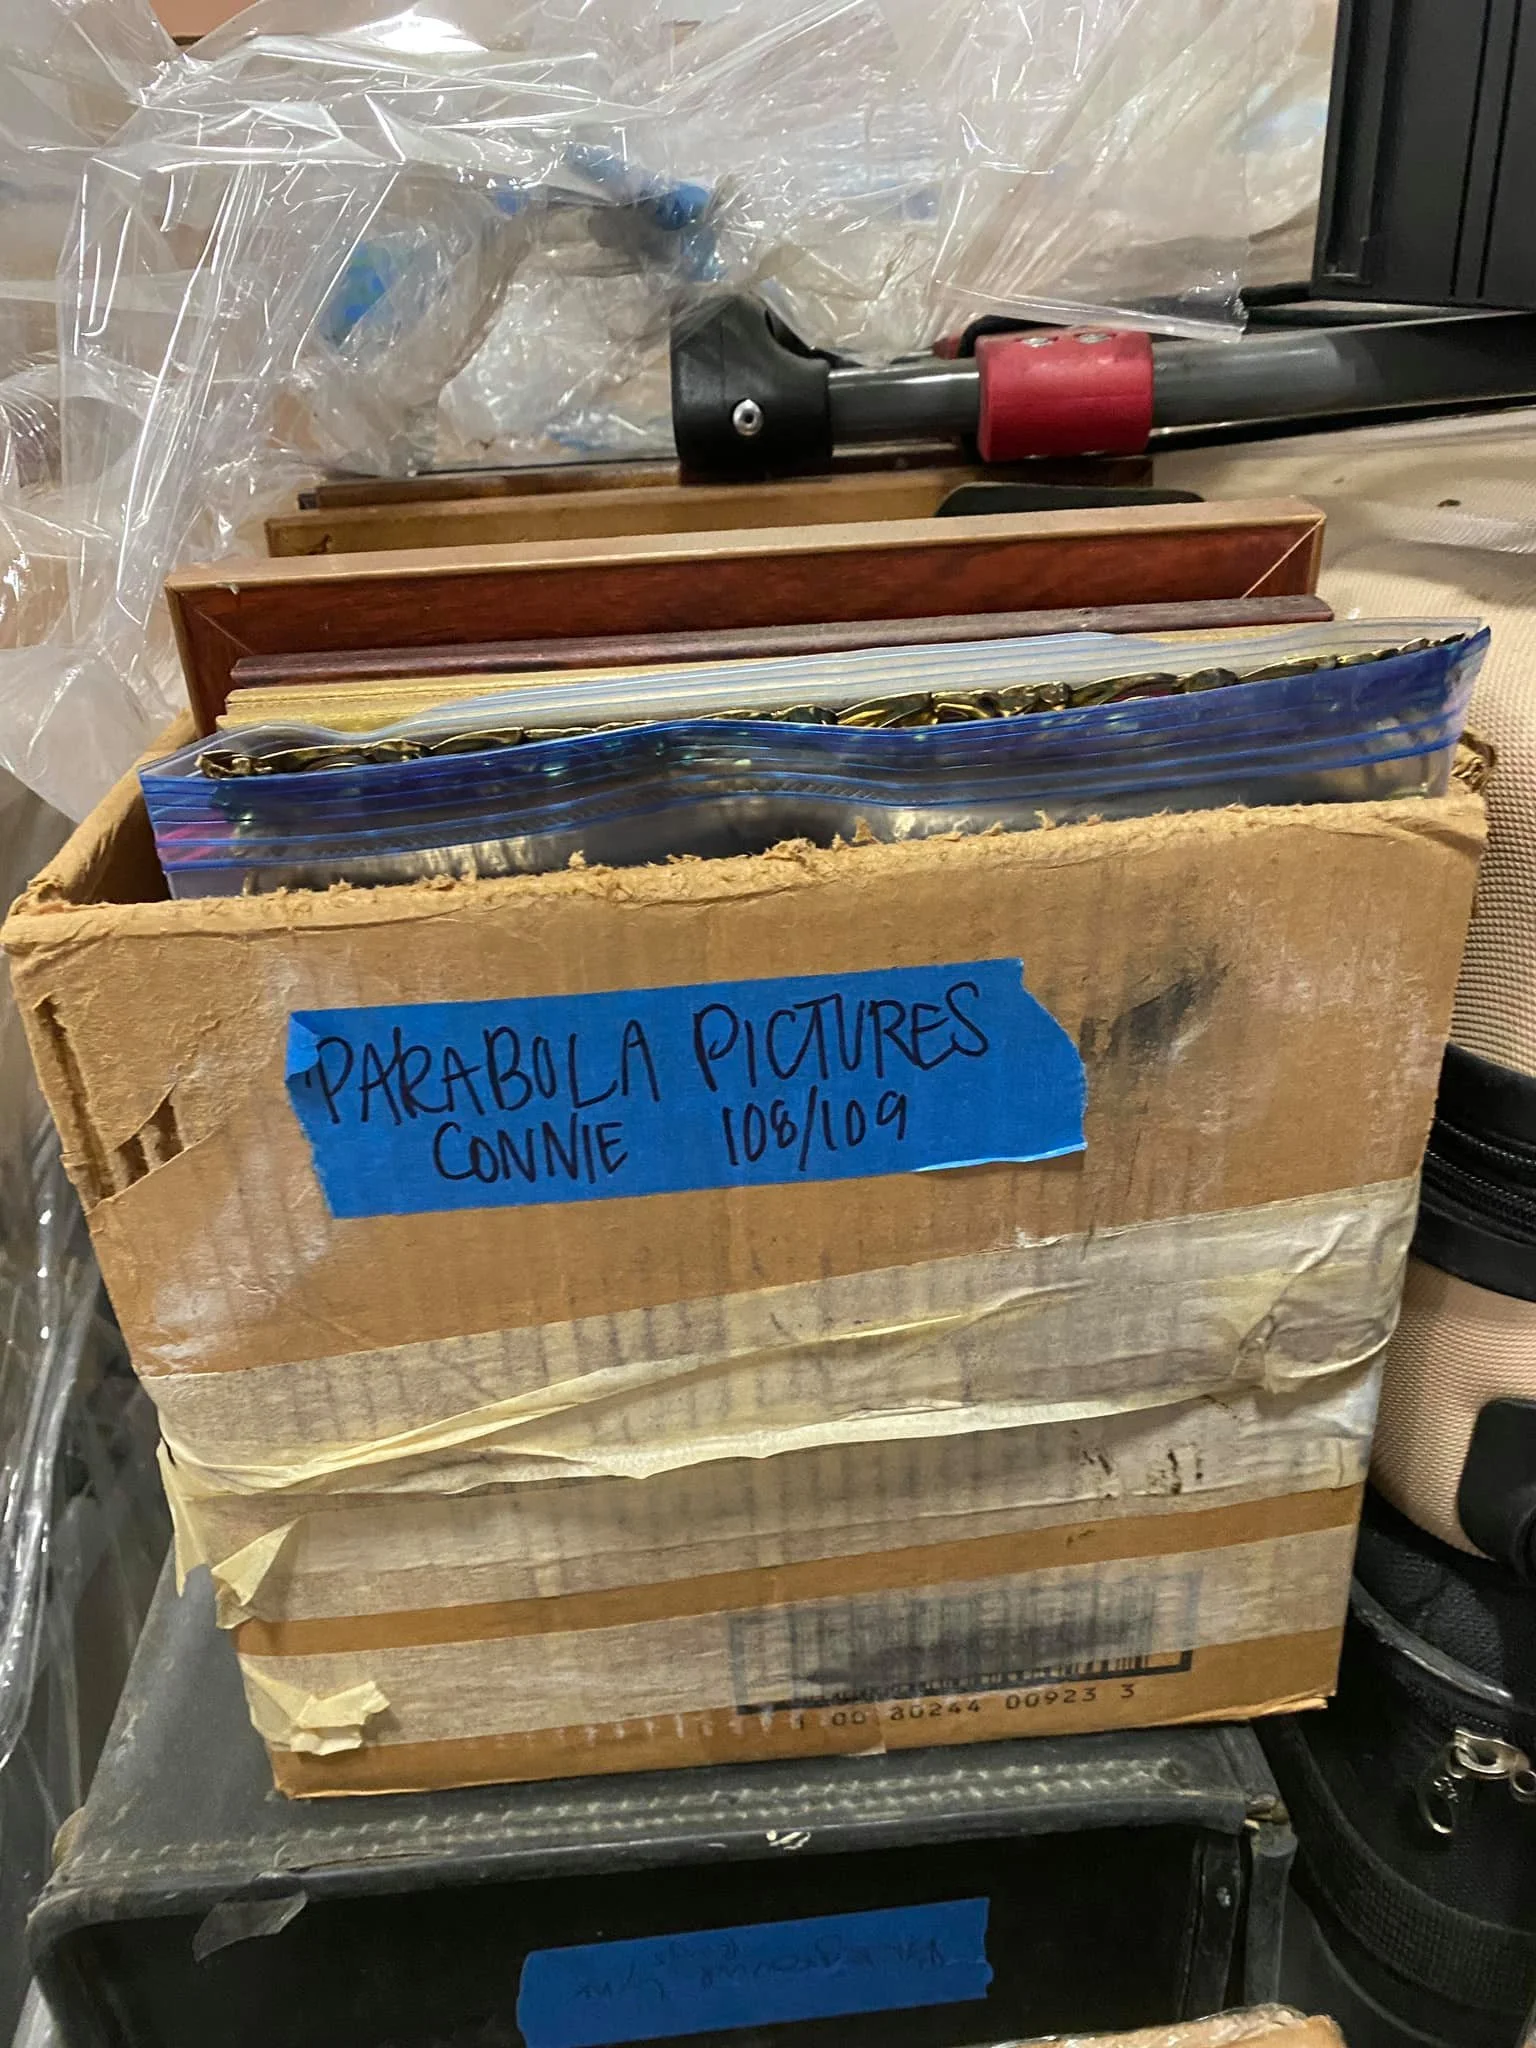 PARABOLA PICTURES
CONNIE 108/109
1 00 80244 00923 3